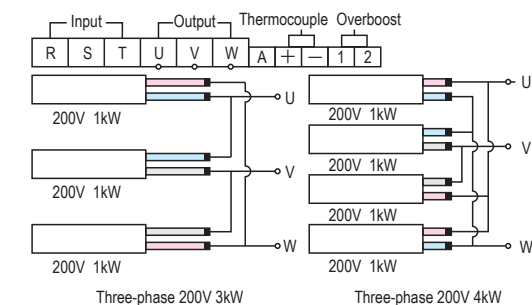 Input Output Thermocouple Overboost
R S T U V W A + − 1 2
200V 1kW
U
200V 1kW
V
200V 1kW
W
Three-phase 200V 3kW
200V 1kW
U
200V 1kW
V
200V 1kW
200V 1kW
W
Three-phase 200V 4kW